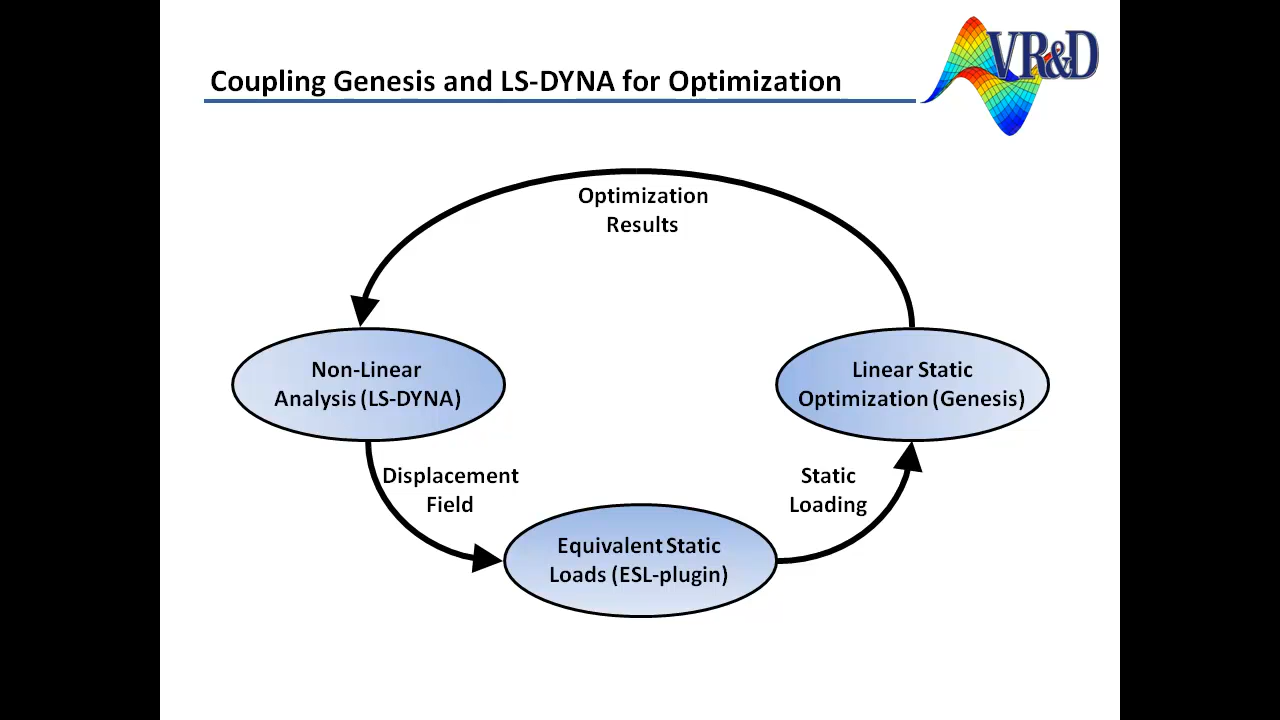 VR&D
Coupling Genesis and LS-DYNA for Optimization
Optimization
Results
Non-Linear
Analysis (LS-DYNA)
Linear Static
Optimization (Genesis)
Displacement
Field
Static
Loading
Equivalent Static
Loads (ESL-plugin)